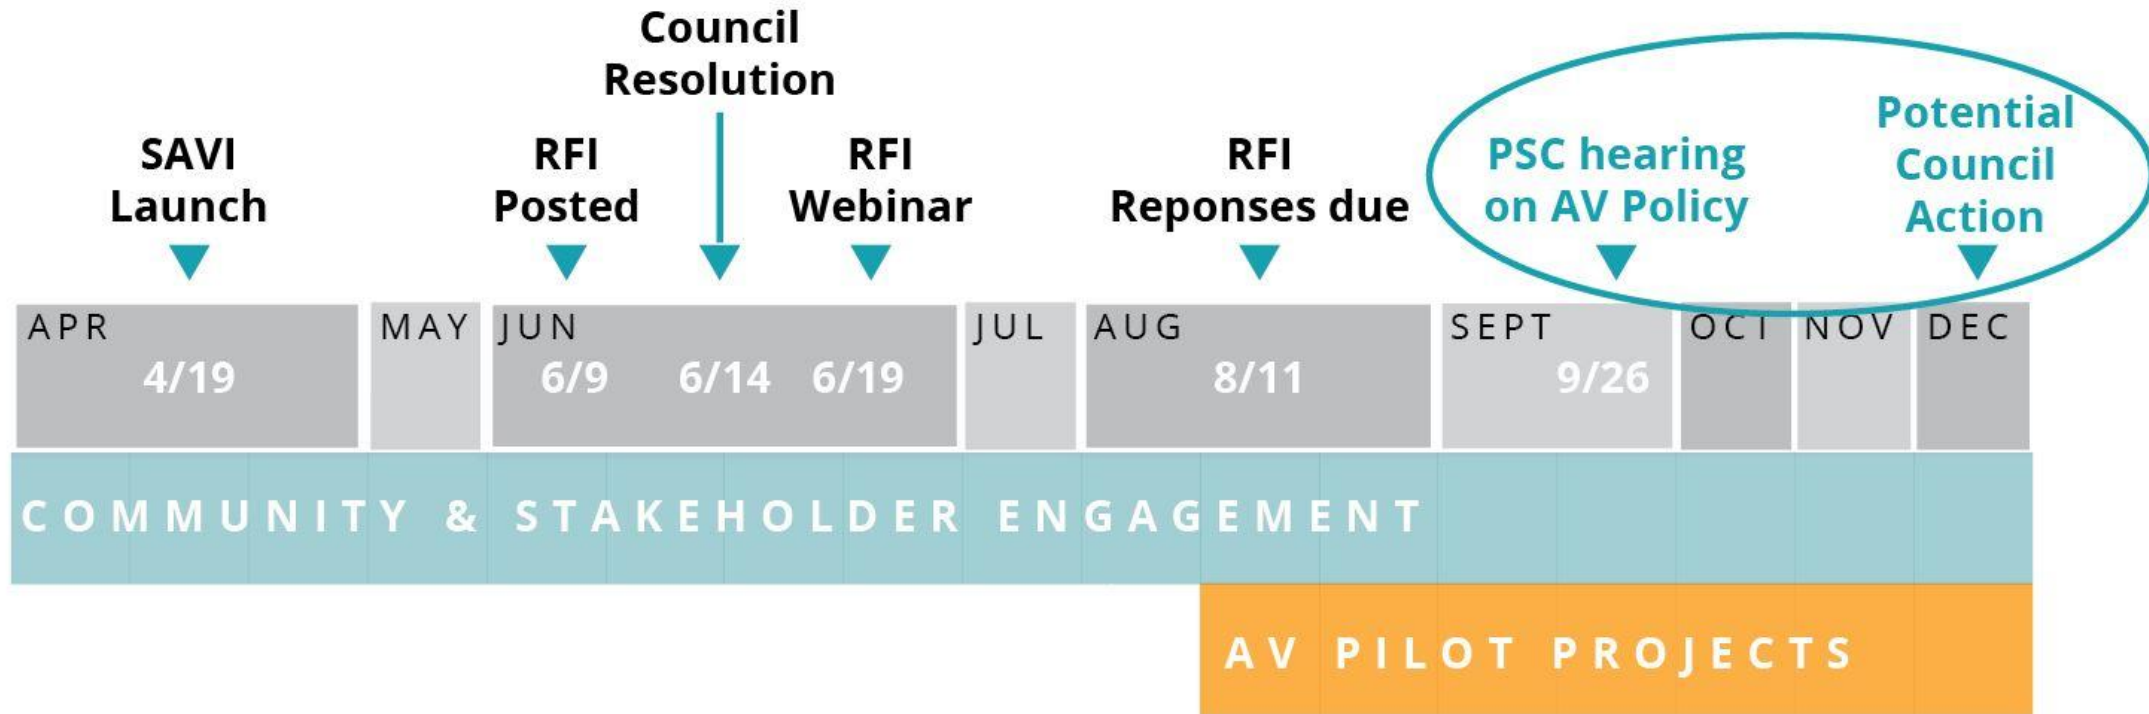 Council
Resolution
SAVI
Launch
RFI
Posted
RFI
Webinar
RFI
Reponses due
PSC hearing
on AV Policy
Potential
Council
Action
APR
MAY
JUN
JUL
AUG
SEPT
OCT
NOV
DEC
4/19
6/9
6/14
6/19
8/11
9/26
COMMUNITY & STAKEHOLDER ENGAGEMENT
AV PILOT PROJECTS